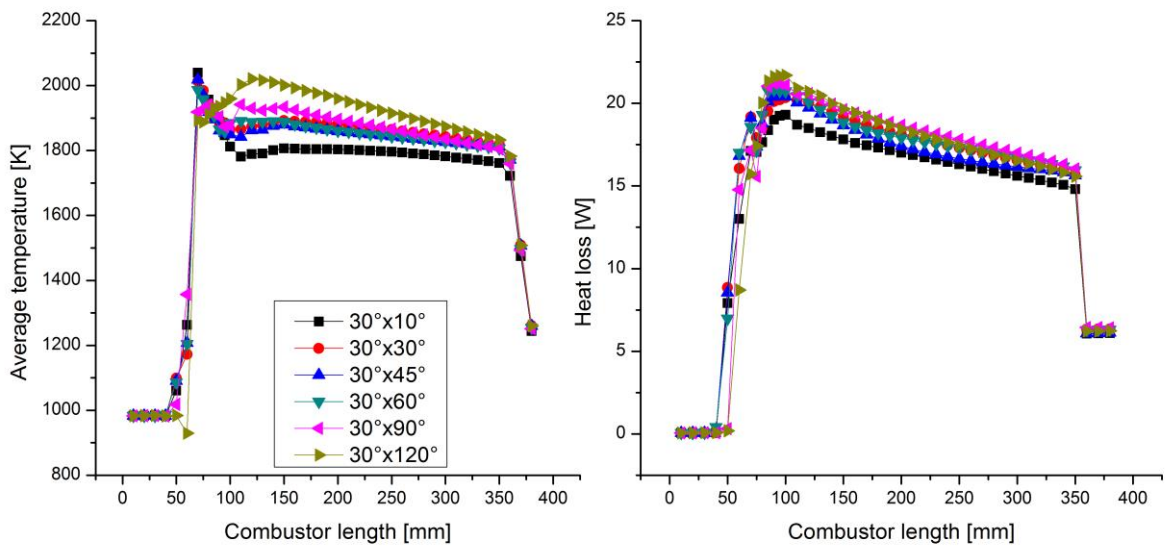 2200
2000
1800
1600
1400
1200
1000
800
0 50 100 150 200 250 300 350 400
Average temperature [K]
Combustor length [mm]
30°x10°
30°x30°
30°x45°
30°x60°
30°x90°
30°x120°
25
20
15
10
5
0
0 50 100 150 200 250 300 350 400
Heat loss [W]
Combustor length [mm]